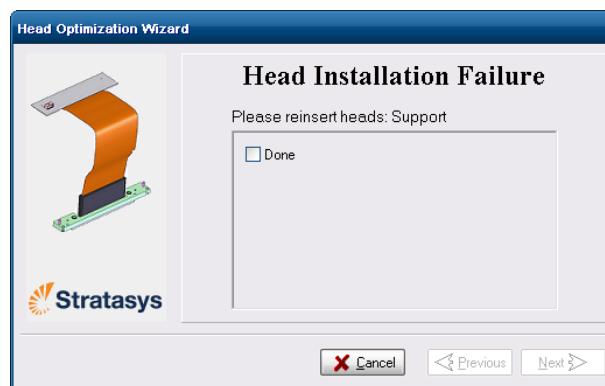 Head Optimization Wizard
Head Installation Failure
Please reinsert heads: Support
Done
Stratasys
Cancel
Previous
Next